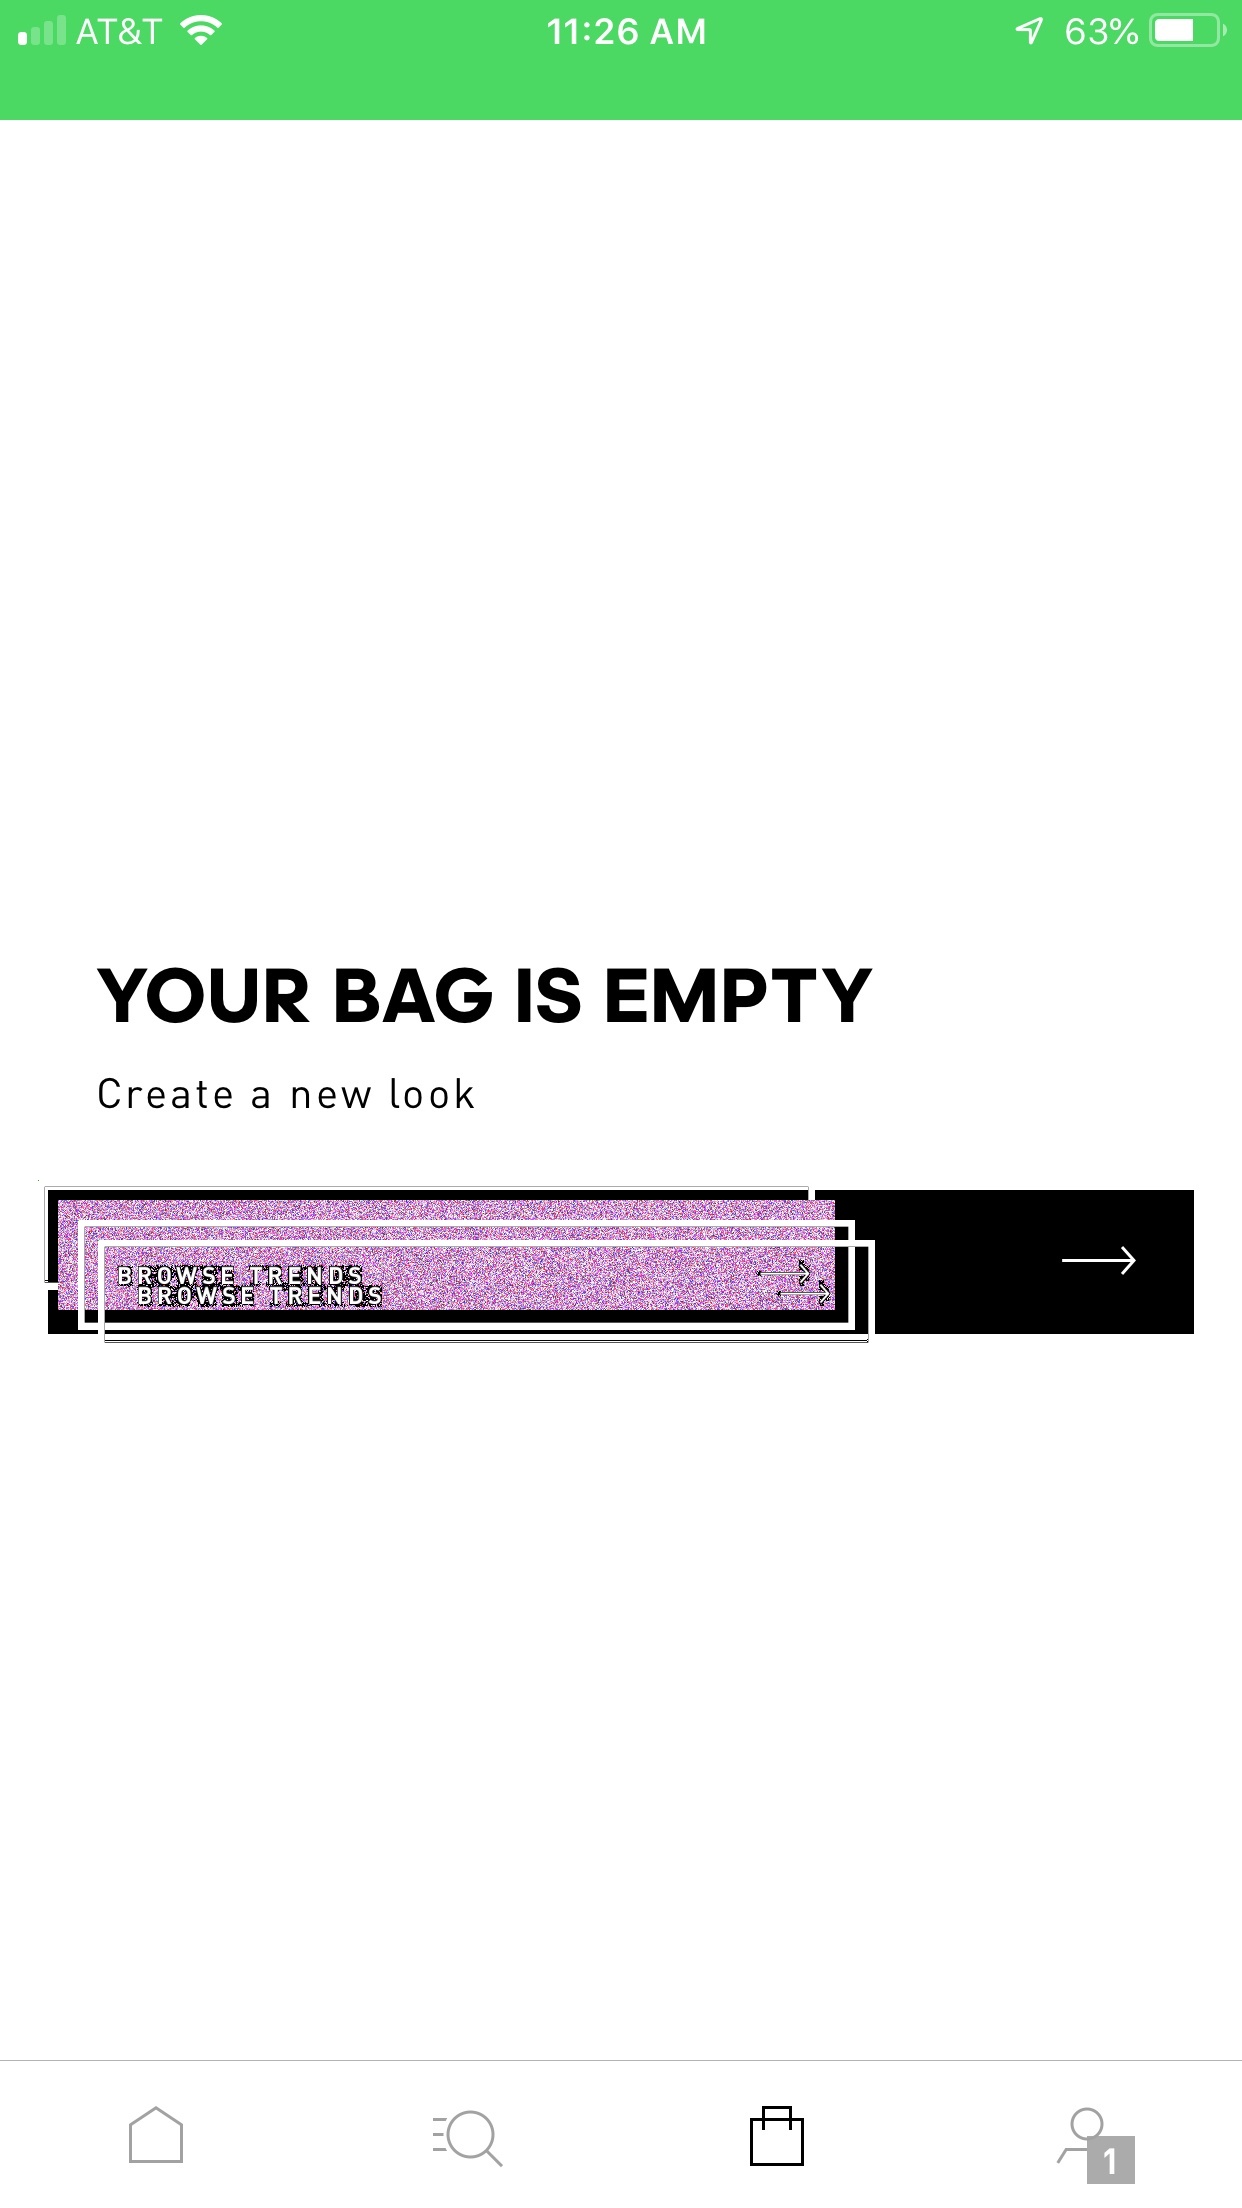 AT&T 11:26 AM 63%
YOUR BAG IS EMPTY
Create a new look
BROWSE TRENDS
BROWSE TRENDS
1